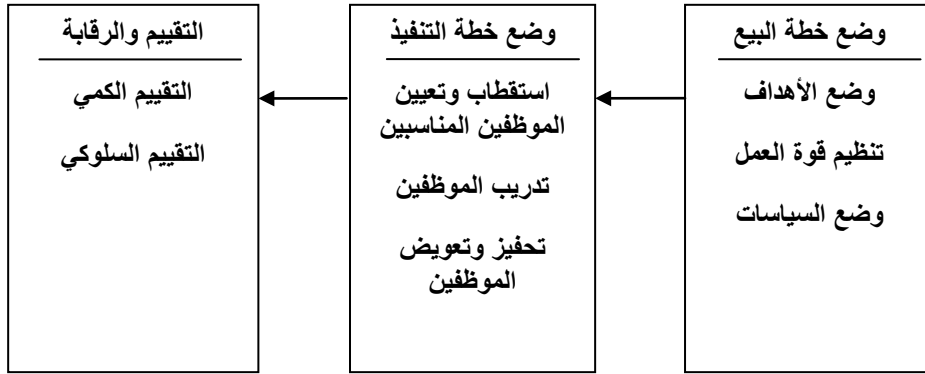 وضع خطة البيع
وضع الأهداف
تنظيم قوة العمل
وضع السياسات
وضع خطة التنفيذ
استقطاب وتعيين
الموظفين المناسبين
تدريب الموظفين
تحفيز وتعويض
الموظفين
التقييم والرقابة
التقييم الكمي
التقييم السلوكي